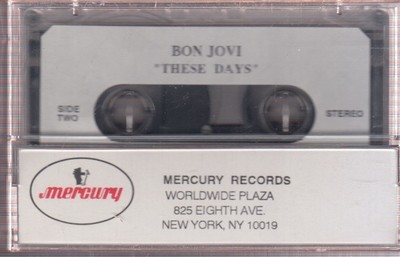 BON JOVI
"THESE DAYS"
SIDE
TWO
STEREO
mercury
MERCURY RECORDS
WORLDWIDE PLAZA
825 EIGHTH AVE.
NEW YORK, NY 10019